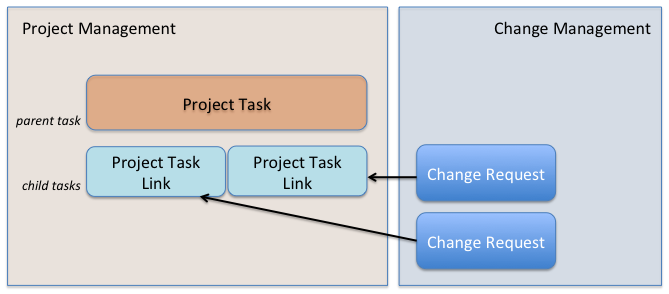 Project Management
Change Management
Project Task
parent task
Project Task
Link
Project Task
Link
child tasks
Change Request
Change Request